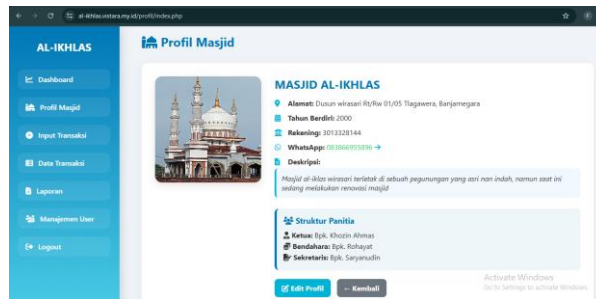 al-ikhlas.vistara.my.id/profil/index.php
AL-IKHLAS
Dashboard
Profil Masjid
Input Transaksi
Data Transaksi
Laporan
Manajemen User
Logout
Profil Masjid
MASJID AL-IKHLAS
Alamat: Dusun wirasari Rt/Rw 01/05 Tlagawera, Banjarnegara
Tahun Berdiri: 2000
Rekening: 3013328144
WhatsApp: 083866955896 →
Deskripsi:
Masjid al-iklas wirasari terletak di sebuah pegunungan yang asri nan indah, namun saat ini
sedang melakukan renovasi masjid
Struktur Panitia
Ketua: Bpk. Khozin Ahmas
Bendahara: Bpk. Rohayat
Sekretaris: Bpk. Saryanudin
Edit Profil
← Kembali
Activate Windows
Go to Settings to activate Windows.